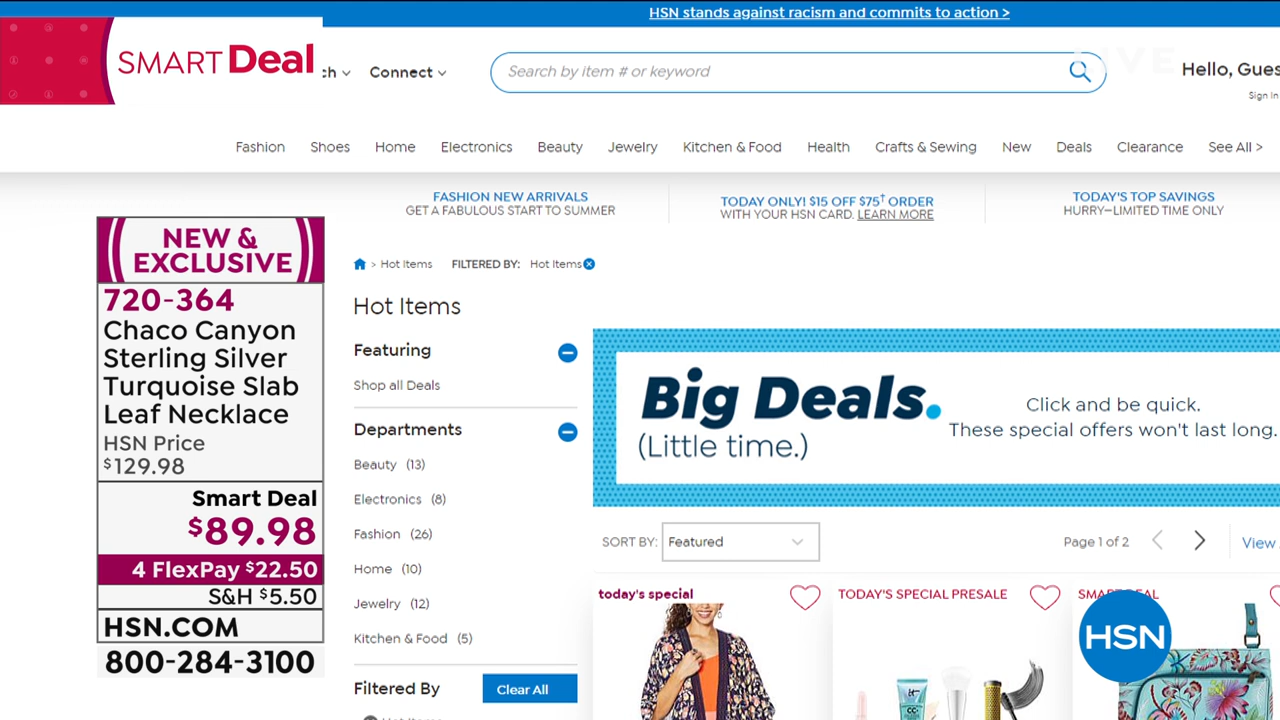 HSN stands against racism and commits to action >
SMART Deal
ch
Connect
Search by item # or keyword
LIVE
Hello, Gues
Sign In
Fashion Shoes Home Electronics Beauty Jewelry Kitchen & Food Health Crafts & Sewing New Deals Clearance See All >
FASHION NEW ARRIVALS
GET A FABULOUS START TO SUMMER
TODAY ONLY! $15 OFF $75† ORDER
WITH YOUR HSN CARD. LEARN MORE
TODAY'S TOP SAVINGS
HURRY—LIMITED TIME ONLY
NEW &
EXCLUSIVE
720-364
Chaco Canyon
Sterling Silver
Turquoise Slab
Leaf Necklace
HSN Price
$129.98
Smart Deal
$89.98
4 FlexPay $22.50
S&H $5.50
HSN.COM
800-284-3100
> Hot Items FILTERED BY: Hot Items
Hot Items
Featuring
Shop all Deals
Departments
Beauty (13)
Electronics (8)
Fashion (26)
Home (10)
Jewelry (12)
Kitchen & Food (5)
Filtered By
Clear All
Hot Items
Big Deals.
(Little time.)
Click and be quick.
These special offers won't last long.
SORT BY: Featured
Page 1 of 2
View
today's special
TODAY'S SPECIAL PRESALE
SMART DEAL
HSN